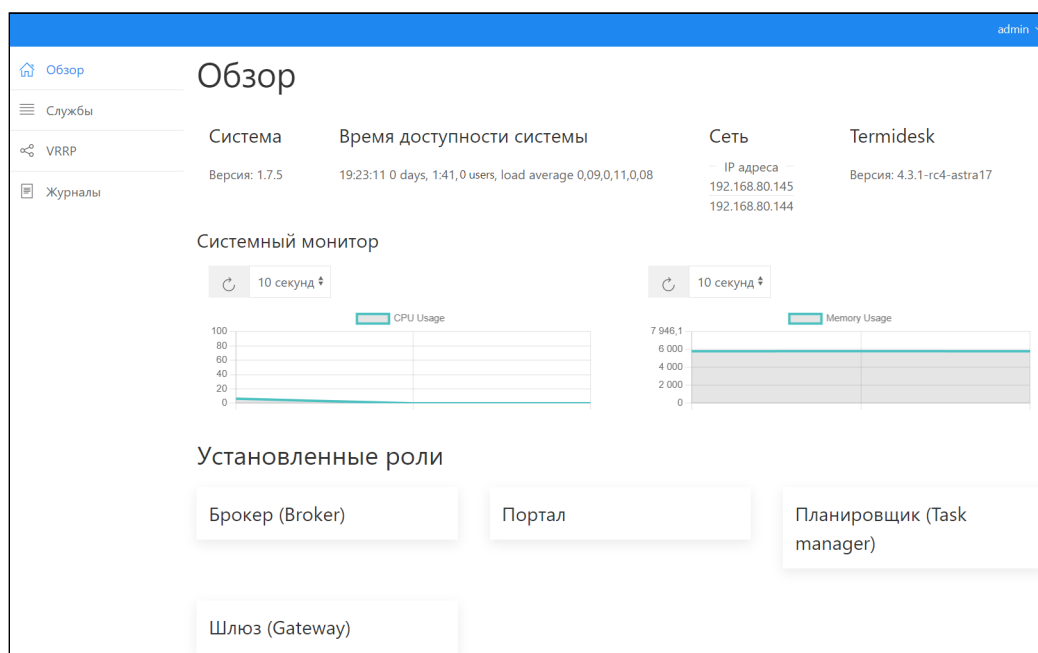 admin
Обзор
Службы
VRRP
Журналы
Обзор
Система
Версия: 1.7.5
Время доступности системы
19:23:11 0 days, 1:41, 0 users, load average 0,09,0,11,0,08
Сеть
IP адреса
192.168.80.145
192.168.80.144
Termidesk
Версия: 4.3.1-rc4-astra17
Системный монитор
10 секунд
CPU Usage
100
80
60
40
20
0
10 секунд
Memory Usage
7 946,1
6 000
4 000
2 000
0
Установленные роли
Брокер (Broker)
Портал
Планировщик (Task
manager)
Шлюз (Gateway)